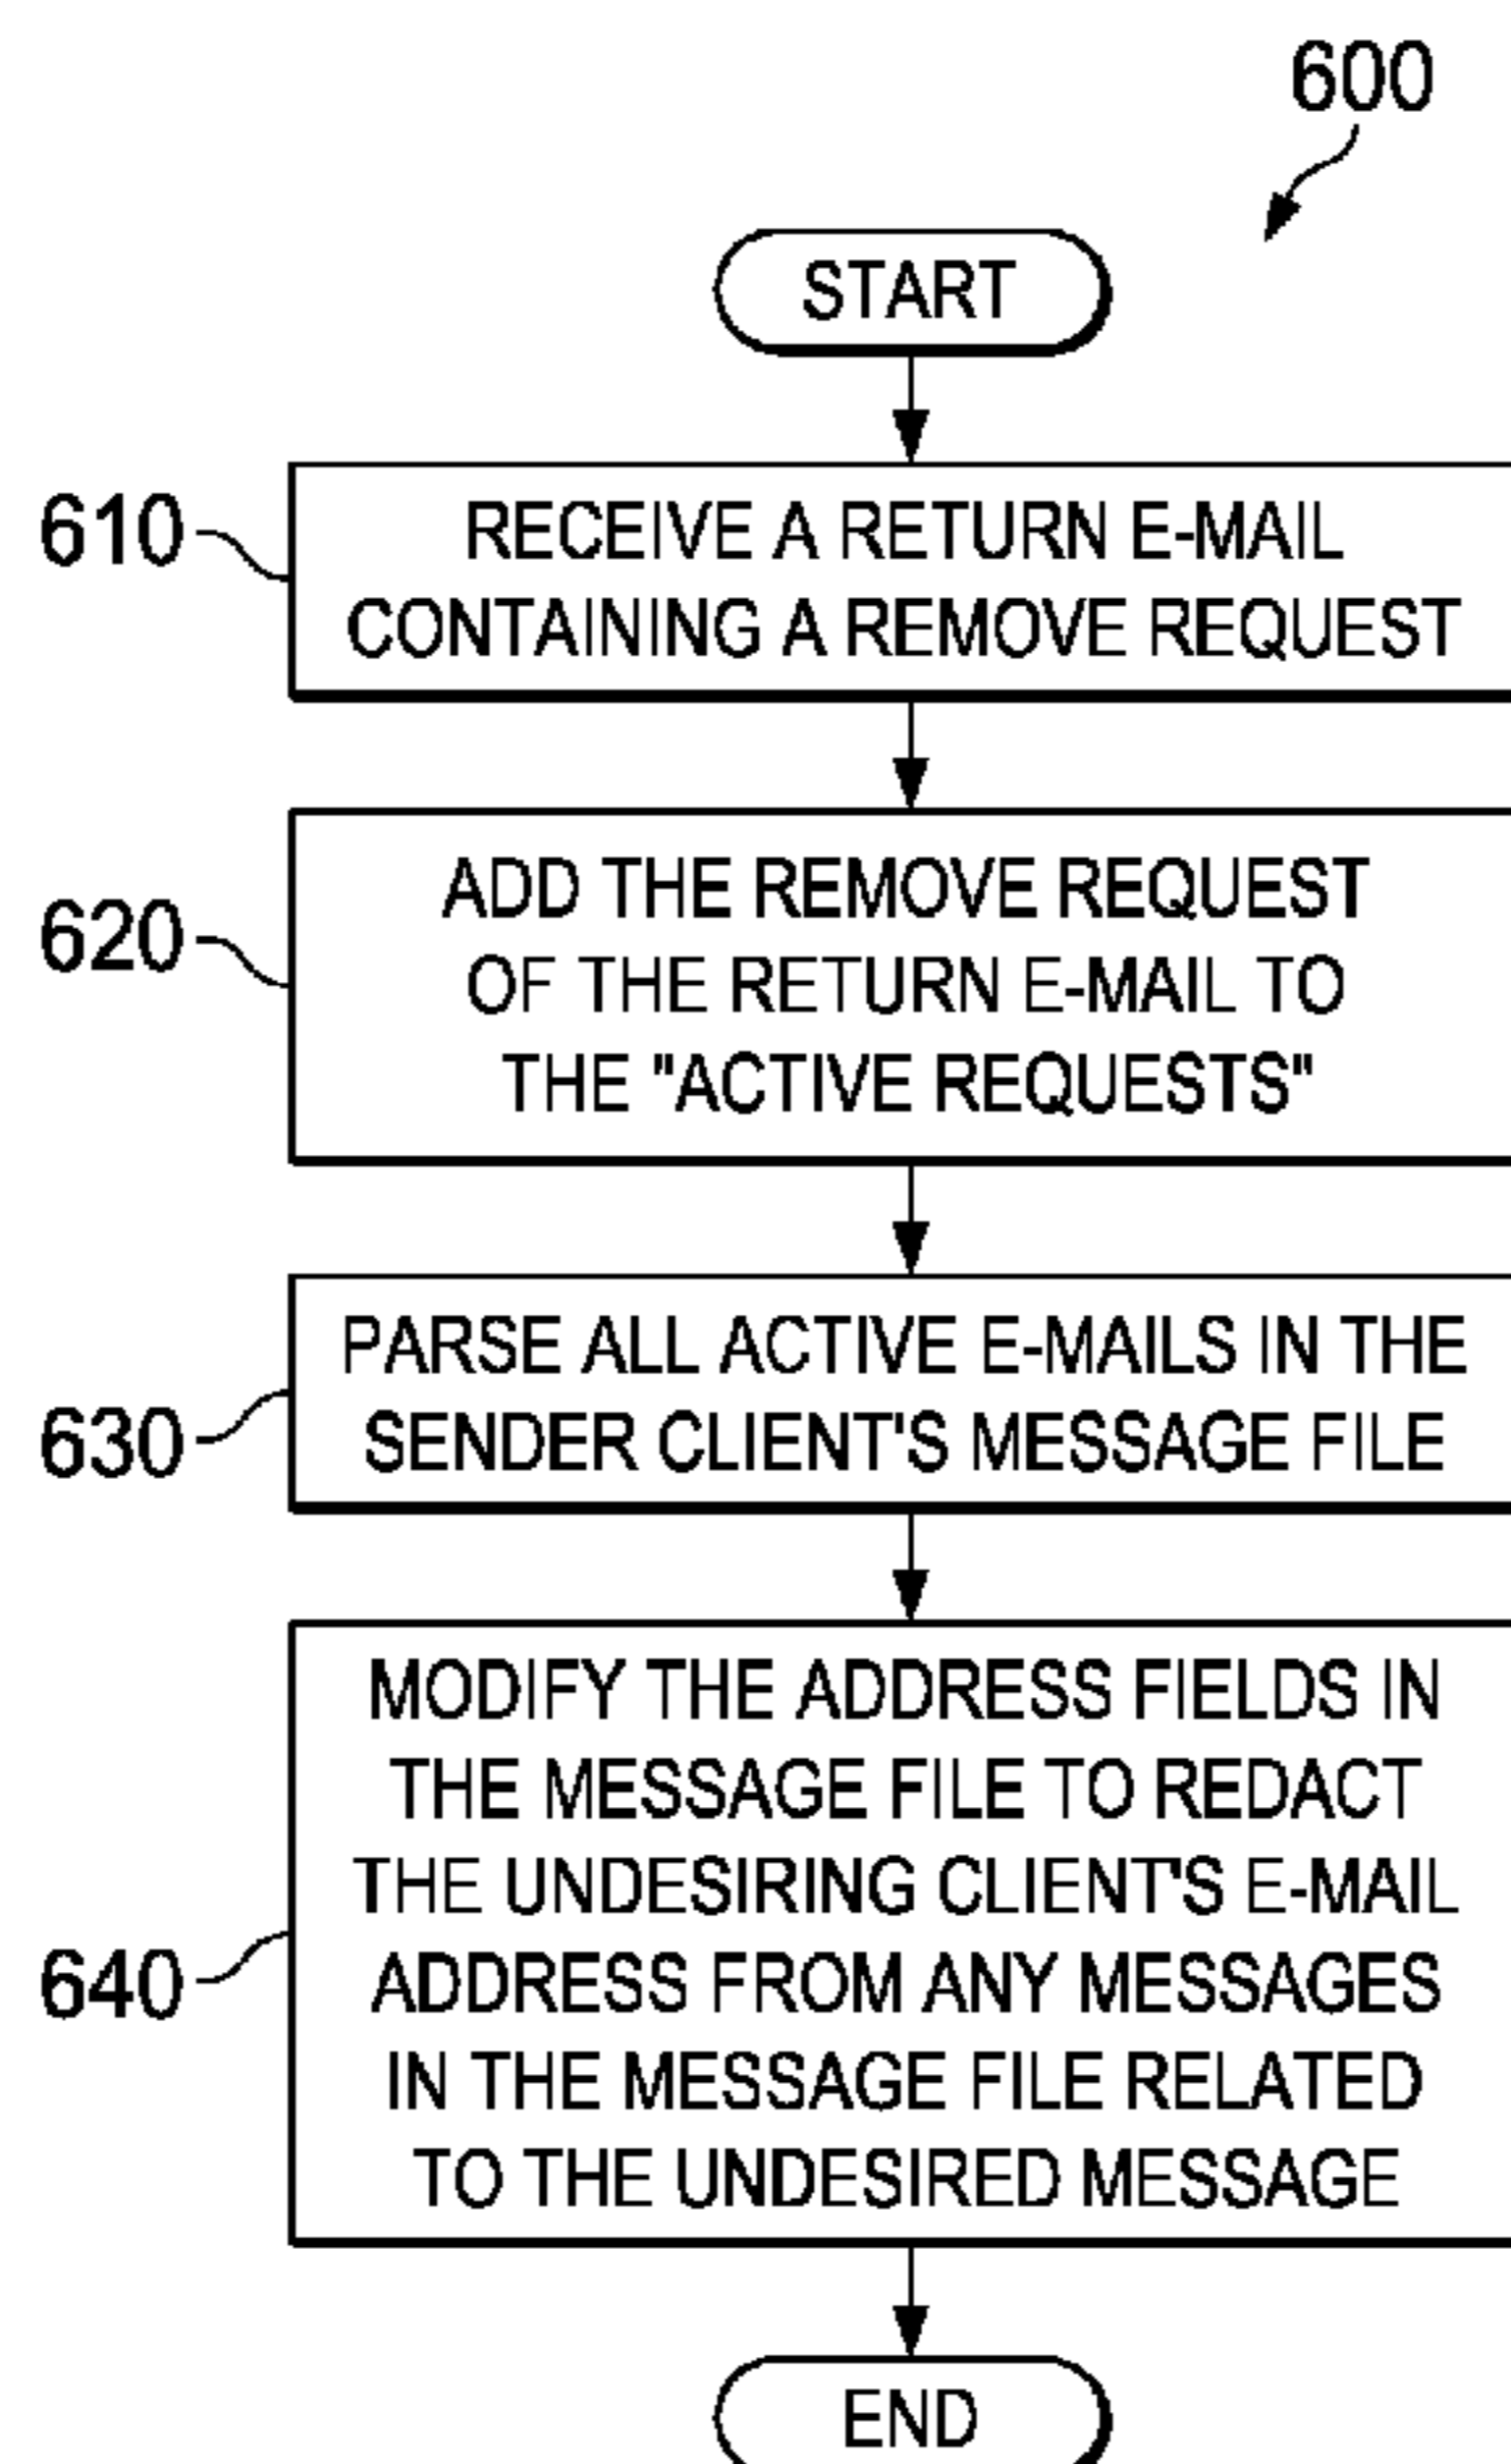 600
START
610
RECEIVE A RETURN E-MAIL
CONTAINING A REMOVE REQUEST
620
ADD THE REMOVE REQUEST
OF THE RETURN E-MAIL TO
THE "ACTIVE REQUESTS"
630
PARSE ALL ACTIVE E-MAILS IN THE
SENDER CLIENT'S MESSAGE FILE
640
MODIFY THE ADDRESS FIELDS IN
THE MESSAGE FILE TO REDACT
THE UNDESIRING CLIENT'S E-MAIL
ADDRESS FROM ANY MESSAGES
IN THE MESSAGE FILE RELATED
TO THE UNDESIRED MESSAGE
END